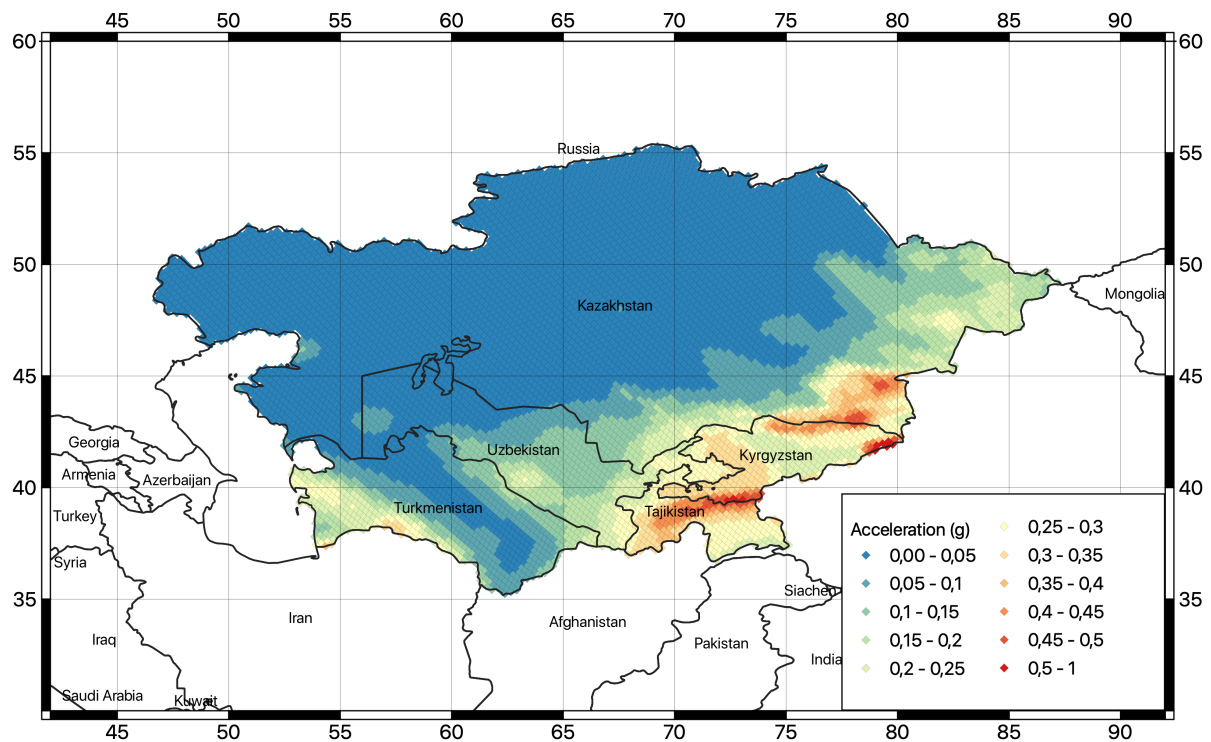 45 50 55 60 65 70 75 80 85 90
60 60
Russia
55 55
50 50
Mongolia
Kazakhstan
45 45
Georgia
Uzbekistan
Kyrgyzstan
Armenia
Azerbaijan
40 40
Turkmenistan
Tajikistan
Turkey
Acceleration (g)
0,00 - 0,05
0,05 - 0,1
0,1 - 0,15
0,15 - 0,2
0,2 - 0,25
0,25 - 0,3
0,3 - 0,35
0,35 - 0,4
0,4 - 0,45
0,45 - 0,5
0,5 - 1
Syria
Siachen
35 35
Iran
Afghanistan
Iraq
Pakistan
India
Saudi Arabia
Kuwait
45 50 55 60 65 70 75 80 85 90